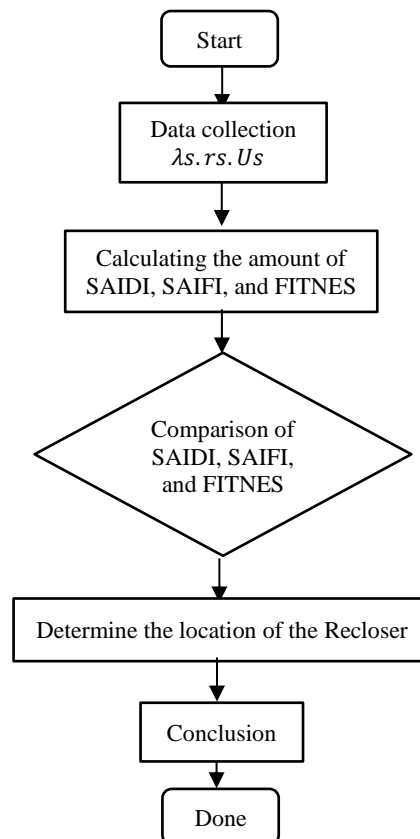 Start
Data collection
λs.rs.Us
Calculating the amount of
SAIDI, SAIFI, and FITNES
Comparison of
SAIDI, SAIFI,
and FITNES
Determine the location of the Recloser
Conclusion
Done